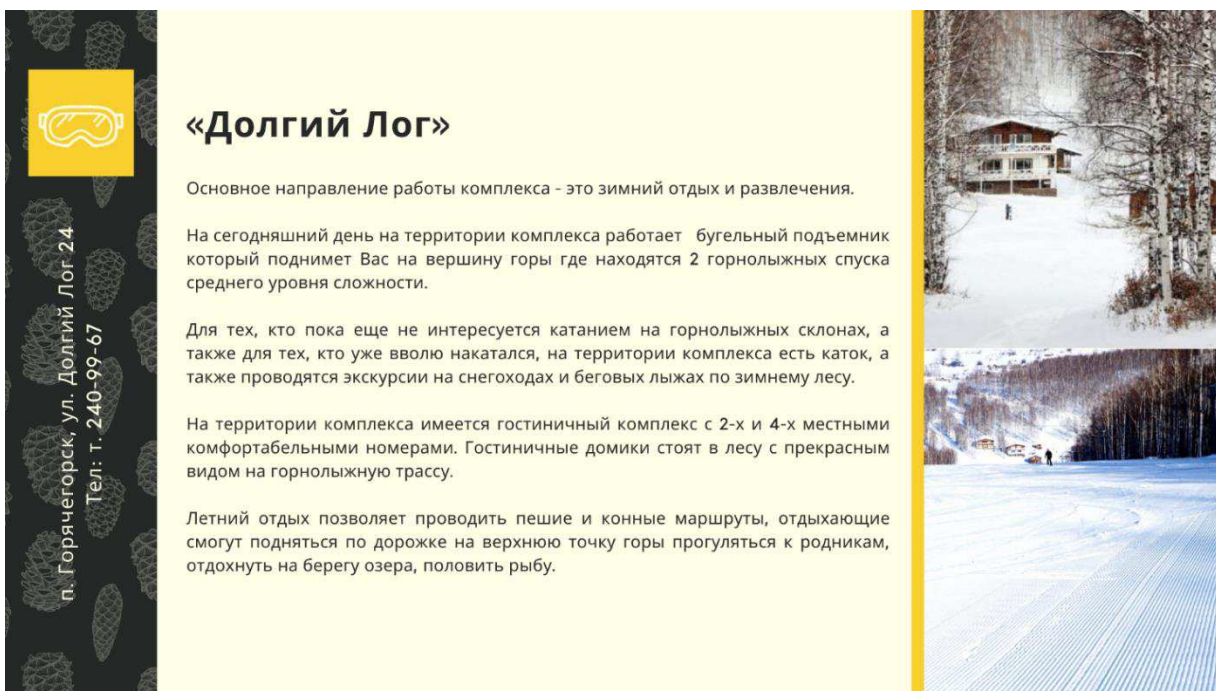 «Долгий Лог»
Основное направление работы комплекса - это зимний отдых и развлечения.
На сегодняшний день на территории комплекса работает бугельный подъемник
который поднимет Вас на вершину горы где находятся 2 горнолыжных спуска
среднего уровня сложности.
Для тех, кто пока еще не интересуется катанием на горнолыжных склонах, а
также для тех, кто уже вволю накатался, на территории комплекса есть каток, а
также проводятся экскурсии на снегоходах и беговых лыжах по зимнему лесу.
На территории комплекса имеется гостиничный комплекс с 2-х и 4-х местными
комфортабельными номерами. Гостиничные домики стоят в лесу с прекрасным
видом на горнолыжную трассу.
Летний отдых позволяет проводить пешие и конные маршруты, отдыхающие
смогут подняться по дорожке на верхнюю точку горы прогуляться к родникам,
отдохнуть на берегу озера, половить рыбу.
п. Горячегорск, ул. Долгий Лог 24
Тел: т. 240-99-67